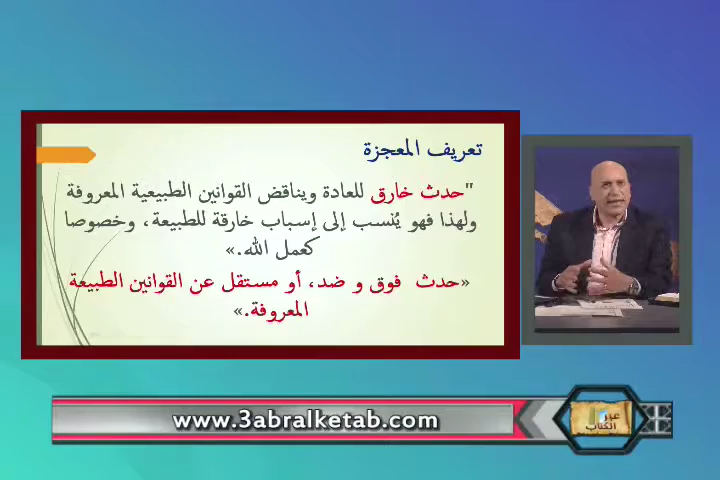 تعريف المعجزة
"حدث خارق للعادة ويناقض القوانين الطبيعية المعروفة
ولهذا فهو يُنسب إلى إسباب خارقة للطبيعة، وخصوصا
كعمل الله.»
«حدث فوق و ضد، أو مستقل عن القوانين الطبيعة
المعروفة.»
www.3abralketab.com
عبر
الكتاب